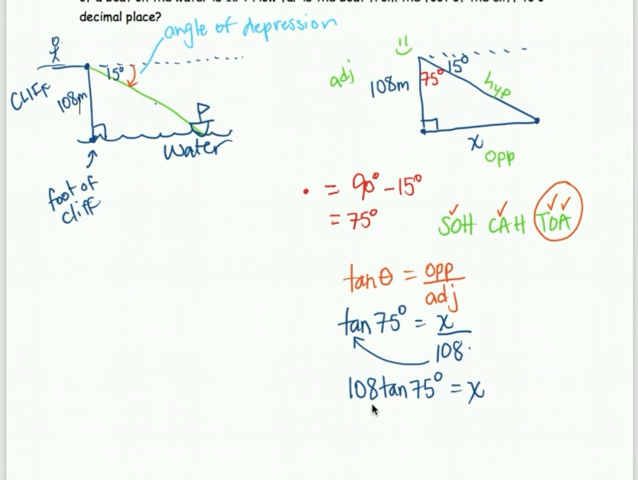 decimal place?
angle of depression
15°
CLIFF
108m
P
Water
foot of
cliff
adj
108m
75°
15°
hyp
x
opp
= 90° - 15°
= 75°
SOH CAH TOA
tanθ = opp
adj
tan 75° = x
108
108 tan 75° = x